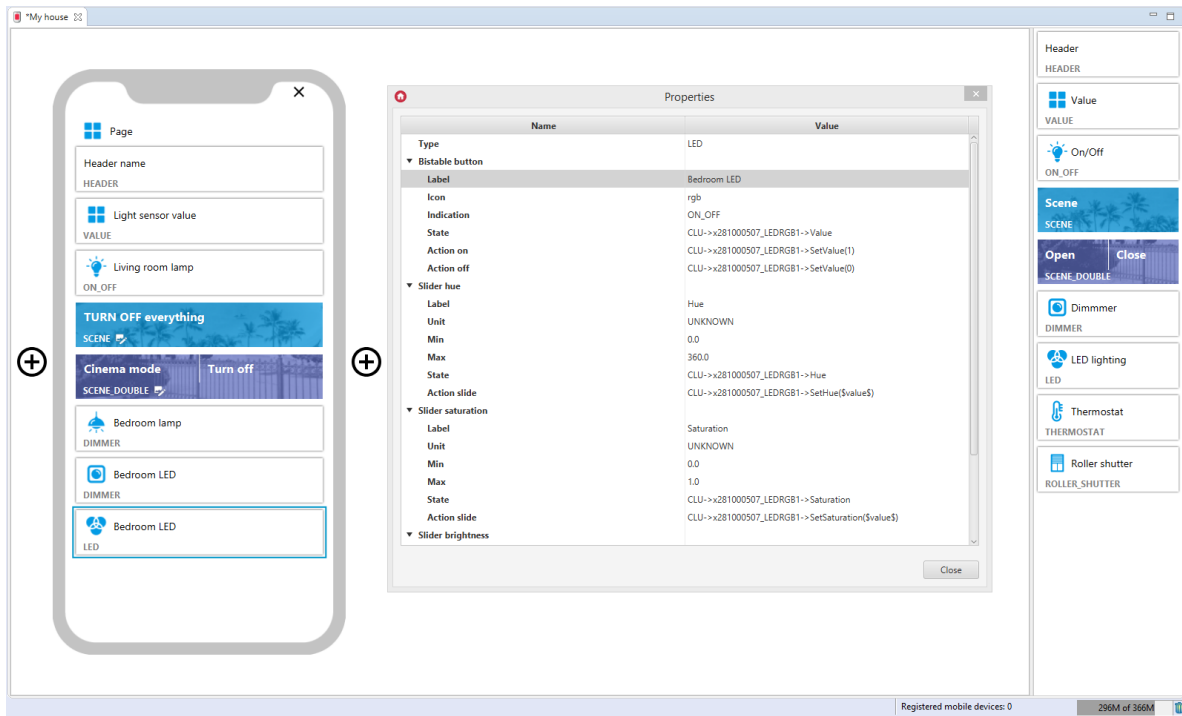 *My house
Page
Header name
HEADER
Light sensor value
VALUE
Living room lamp
ON_OFF
TURN OFF everything
SCENE
Cinema mode Turn off
SCENE_DOUBLE
Bedroom lamp
DIMMER
Bedroom LED
DIMMER
Bedroom LED
LED
Properties
Name Value
Type LED
Bistable button
Label Bedroom LED
Icon rgb
Indication ON_OFF
State CLU->x281000507_LEDRGB1->Value
Action on CLU->x281000507_LEDRGB1->SetValue(1)
Action off CLU->x281000507_LEDRGB1->SetValue(0)
Slider hue
Label Hue
Unit UNKNOWN
Min 0.0
Max 360.0
State CLU->x281000507_LEDRGB1->Hue
Action slide CLU->x281000507_LEDRGB1->SetHue($value$)
Slider saturation
Label Saturation
Unit UNKNOWN
Min 0.0
Max 1.0
State CLU->x281000507_LEDRGB1->Saturation
Action slide CLU->x281000507_LEDRGB1->SetSaturation($value$)
Slider brightness
Close
Header
HEADER
Value
VALUE
On/Off
ON_OFF
Scene
SCENE
Open Close
SCENE_DOUBLE
Dimmmer
DIMMER
LED lighting
LED
Thermostat
THERMOSTAT
Roller shutter
ROLLER_SHUTTER
Registered mobile devices: 0
296M of 366M